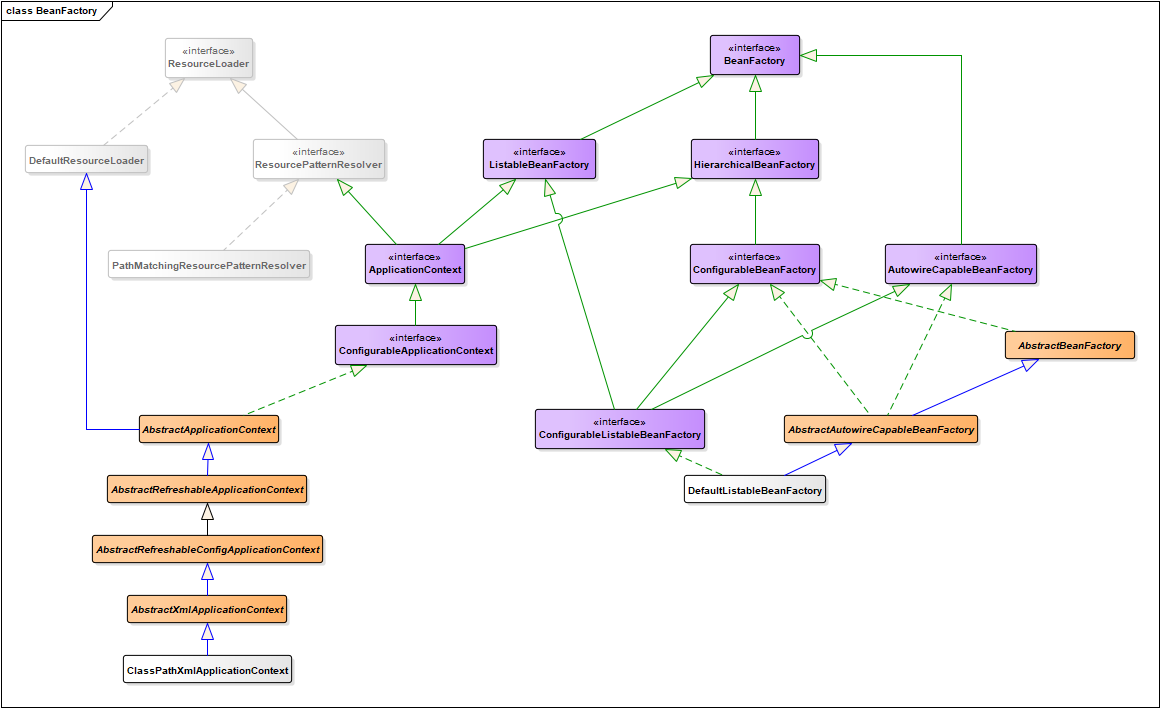 class BeanFactory
«interface»
ResourceLoader
«interface»
BeanFactory
DefaultResourceLoader
«interface»
ResourcePatternResolver
«interface»
ListableBeanFactory
«interface»
HierarchicalBeanFactory
PathMatchingResourcePatternResolver
«interface»
ApplicationContext
«interface»
ConfigurableBeanFactory
«interface»
AutowireCapableBeanFactory
«interface»
ConfigurableApplicationContext
AbstractBeanFactory
AbstractApplicationContext
«interface»
ConfigurableListableBeanFactory
AbstractAutowireCapableBeanFactory
AbstractRefreshableApplicationContext
DefaultListableBeanFactory
AbstractRefreshableConfigApplicationContext
AbstractXmlApplicationContext
ClassPathXmlApplicationContext